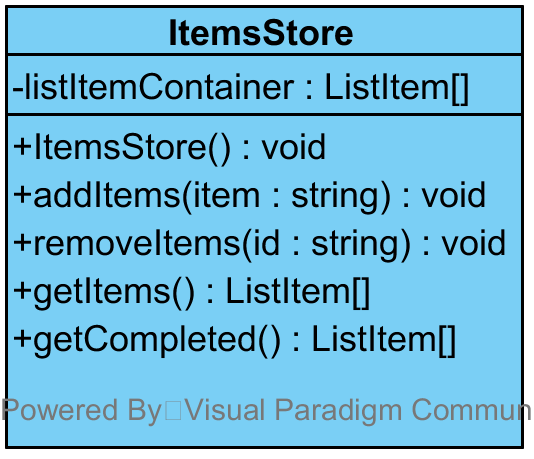 ItemsStore
-listItemContainer : ListItem[]
+ItemsStore() : void
+addItems(item : string) : void
+removeItems(id : string) : void
+getItems() : ListItem[]
+getCompleted() : ListItem[]
Powered By Visual Paradigm Commun